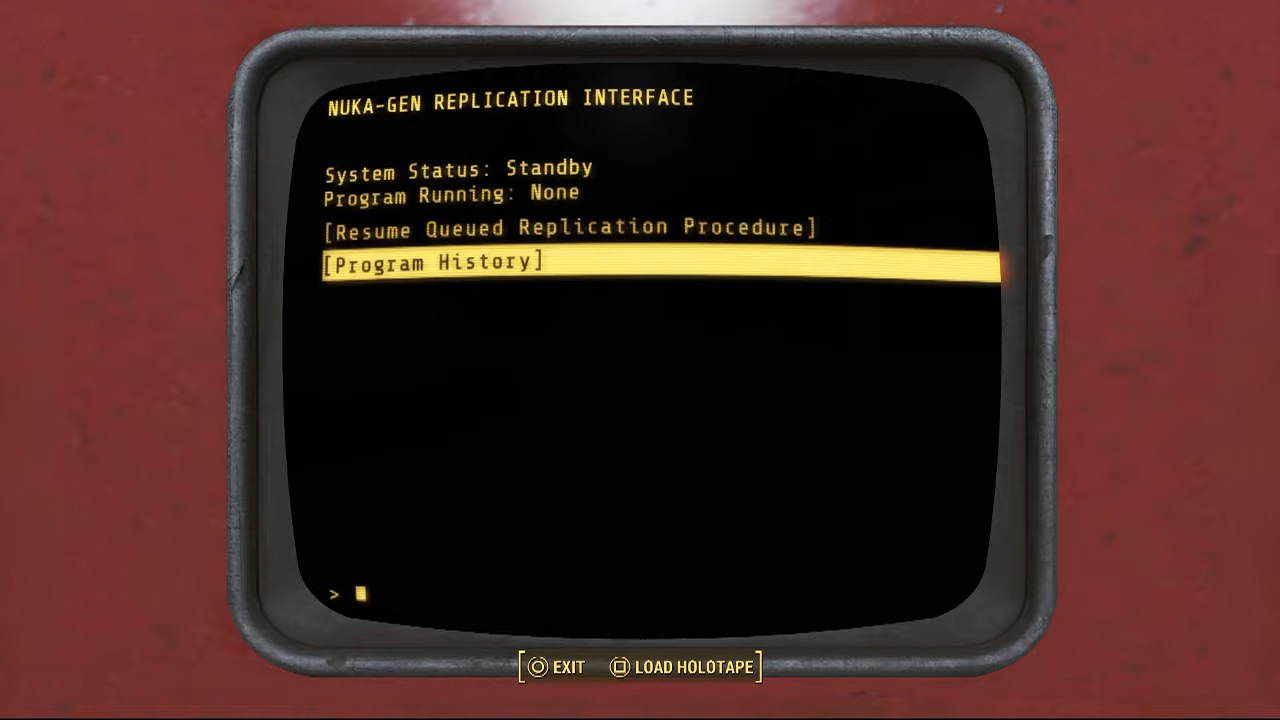 NUKA-GEN REPLICATION INTERFACE
System Status: Standby
Program Running: None
[Resume Queued Replication Procedure]
[Program History]
>
EXIT LOAD HOLOTAPE